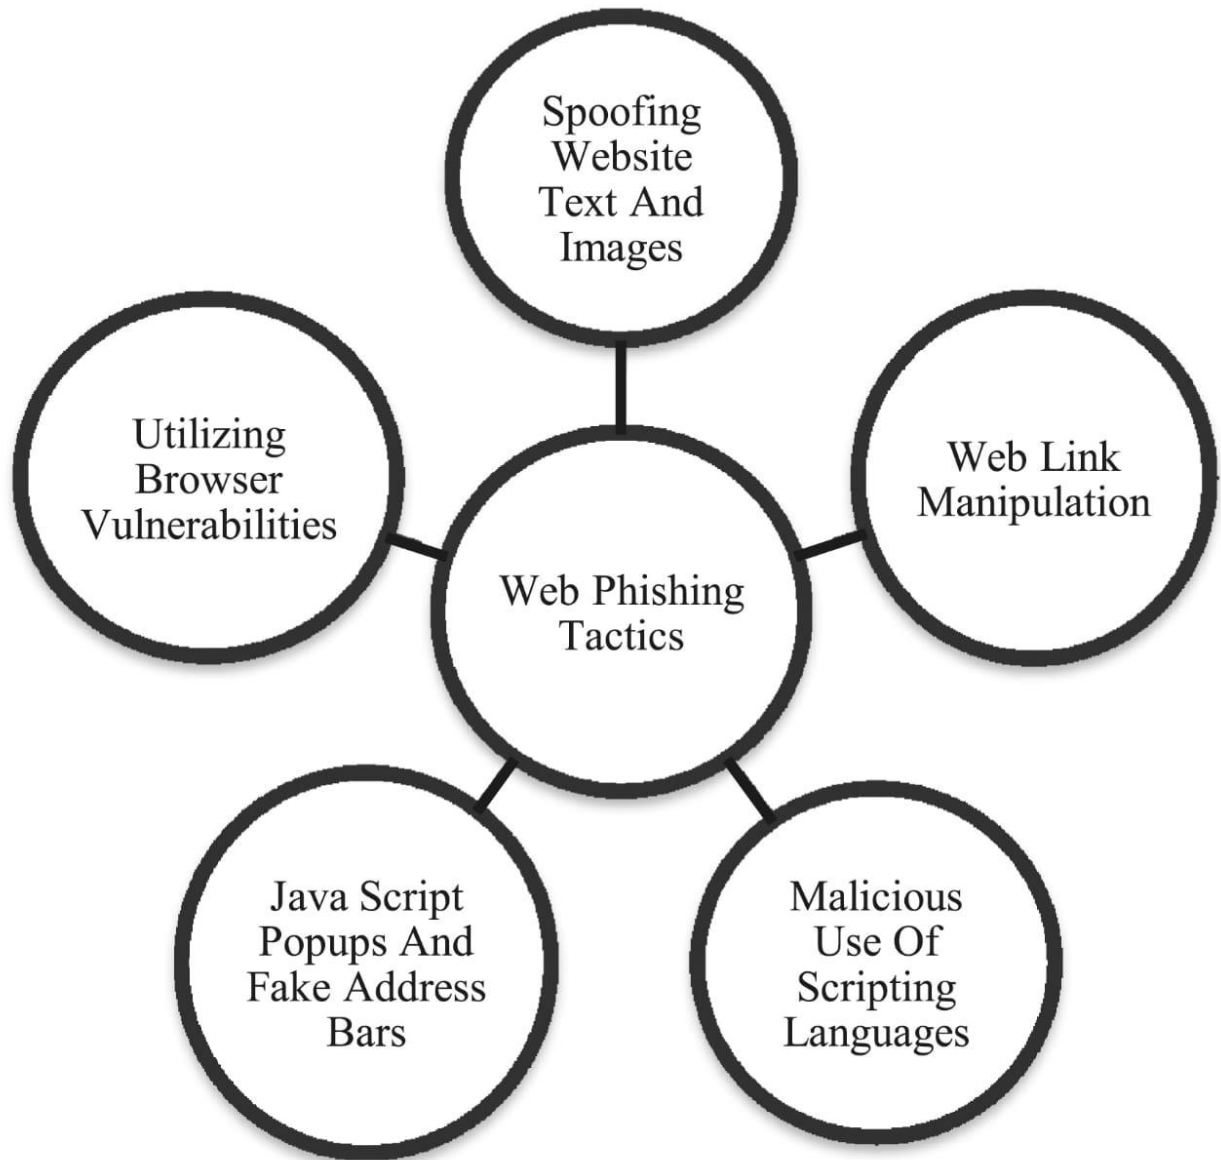 Spoofing
Website
Text And
Images
Utilizing
Browser
Vulnerabilities
Web Link
Manipulation
Web Phishing
Tactics
Java Script
Popups And
Fake Address
Bars
Malicious
Use Of
Scripting
Languages